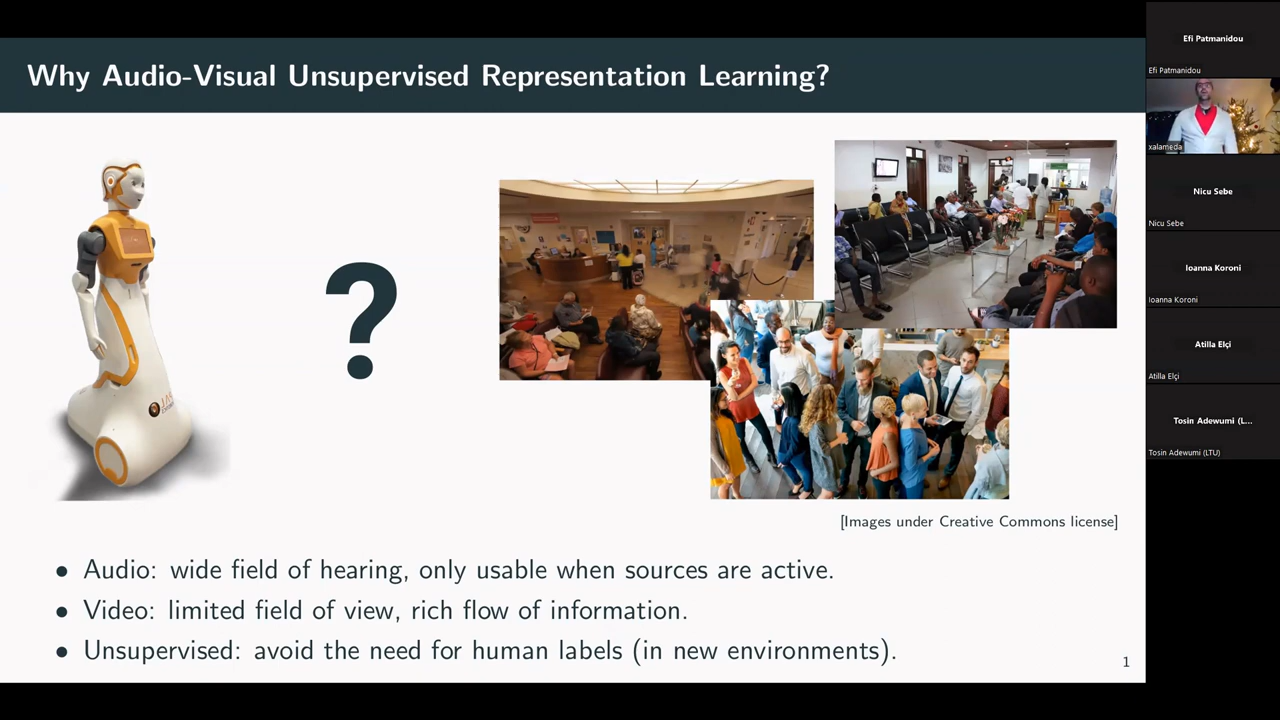 Why Audio-Visual Unsupervised Representation Learning?
[Images under Creative Commons license]
• Audio: wide field of hearing, only usable when sources are active.
• Video: limited field of view, rich flow of information.
• Unsupervised: avoid the need for human labels (in new environments).
1
Efi Patmanidou
Efi Patmanidou
xalameda
Nicu Sebe
Nicu Sebe
Ioanna Koroni
Ioanna Koroni
Atilla Elçi
Atilla Elçi
Tosin Adewumi (L...
Tosin Adewumi (LTU)